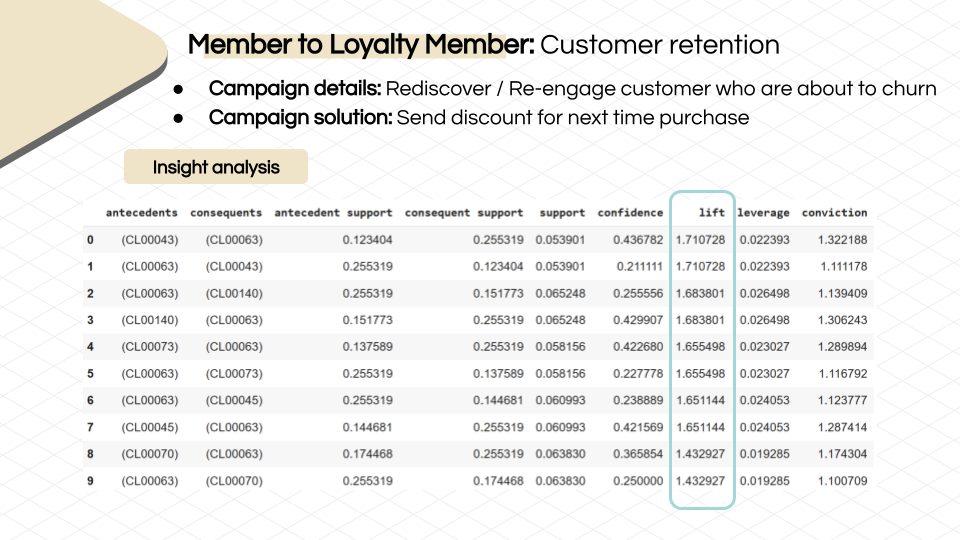 Member to Loyalty Member: Customer retention
● Campaign details: Rediscover / Re-engage customer who are about to churn
● Campaign solution: Send discount for next time purchase
Insight analysis
antecedents consequents antecedent support consequent support support confidence lift leverage conviction
0 (CL00043) (CL00063) 0.123404 0.255319 0.053901 0.436782 1.710728 0.022393 1.322188
1 (CL00063) (CL00043) 0.255319 0.123404 0.053901 0.211111 1.710728 0.022393 1.111178
2 (CL00063) (CL00140) 0.255319 0.151773 0.065248 0.255556 1.683801 0.026498 1.139409
3 (CL00140) (CL00063) 0.151773 0.255319 0.065248 0.429907 1.683801 0.026498 1.306243
4 (CL00073) (CL00063) 0.137589 0.255319 0.058156 0.422680 1.655498 0.023027 1.289894
5 (CL00063) (CL00073) 0.255319 0.137589 0.058156 0.227778 1.655498 0.023027 1.116792
6 (CL00063) (CL00045) 0.255319 0.144681 0.060993 0.238889 1.651144 0.024053 1.123777
7 (CL00045) (CL00063) 0.144681 0.255319 0.060993 0.421569 1.651144 0.024053 1.287414
8 (CL00070) (CL00063) 0.174468 0.255319 0.063830 0.365854 1.432927 0.019285 1.174304
9 (CL00063) (CL00070) 0.255319 0.174468 0.063830 0.250000 1.432927 0.019285 1.100709